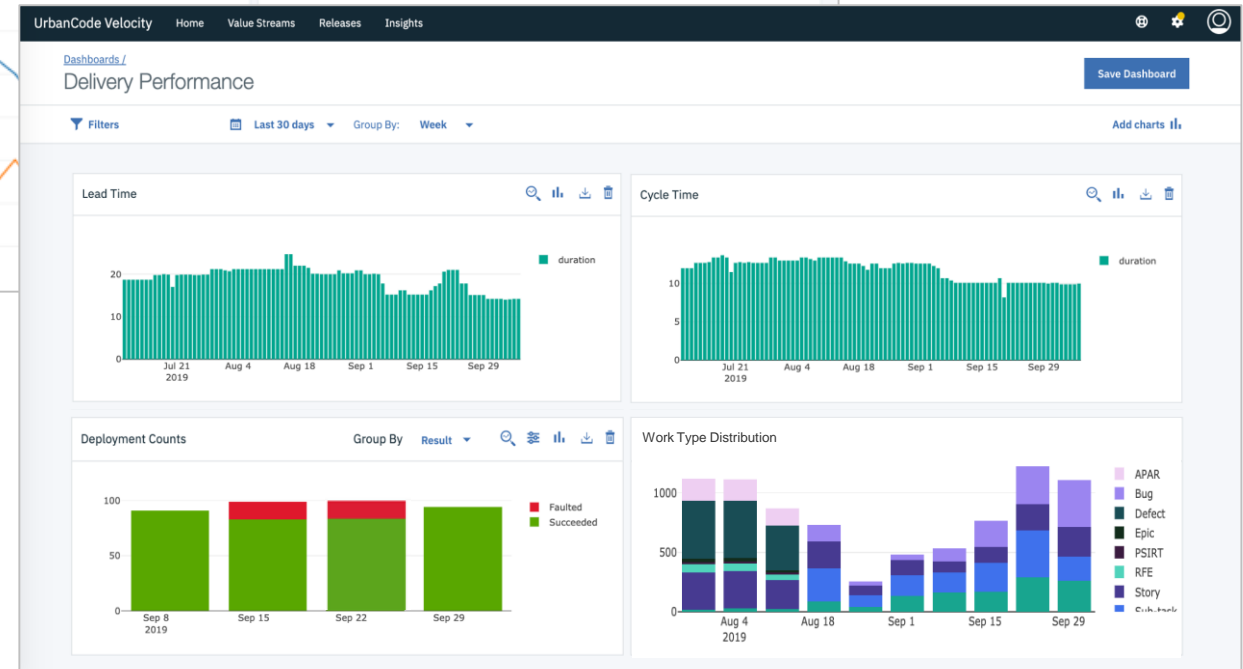 UrbanCode Velocity Home Value Streams Releases Insights
Dashboards /
Delivery Performance
Save Dashboard
Filters Last 30 days Group By: Week
Add charts
Lead Time
20
10
0
Jul 21 Aug 4 Aug 18 Sep 1 Sep 15 Sep 29
2019
duration
Cycle Time
10
5
0
Jul 21 Aug 4 Aug 18 Sep 1 Sep 15 Sep 29
2019
duration
Deployment Counts Group By Result
100
50
0
Sep 8 Sep 15 Sep 22 Sep 29
2019
Faulted
Succeeded
Work Type Distribution
1000
500
0
Aug 4 Aug 18 Sep 1 Sep 15 Sep 29
2019
APAR
Bug
Defect
Epic
PSIRT
RFE
Story
Sub-task